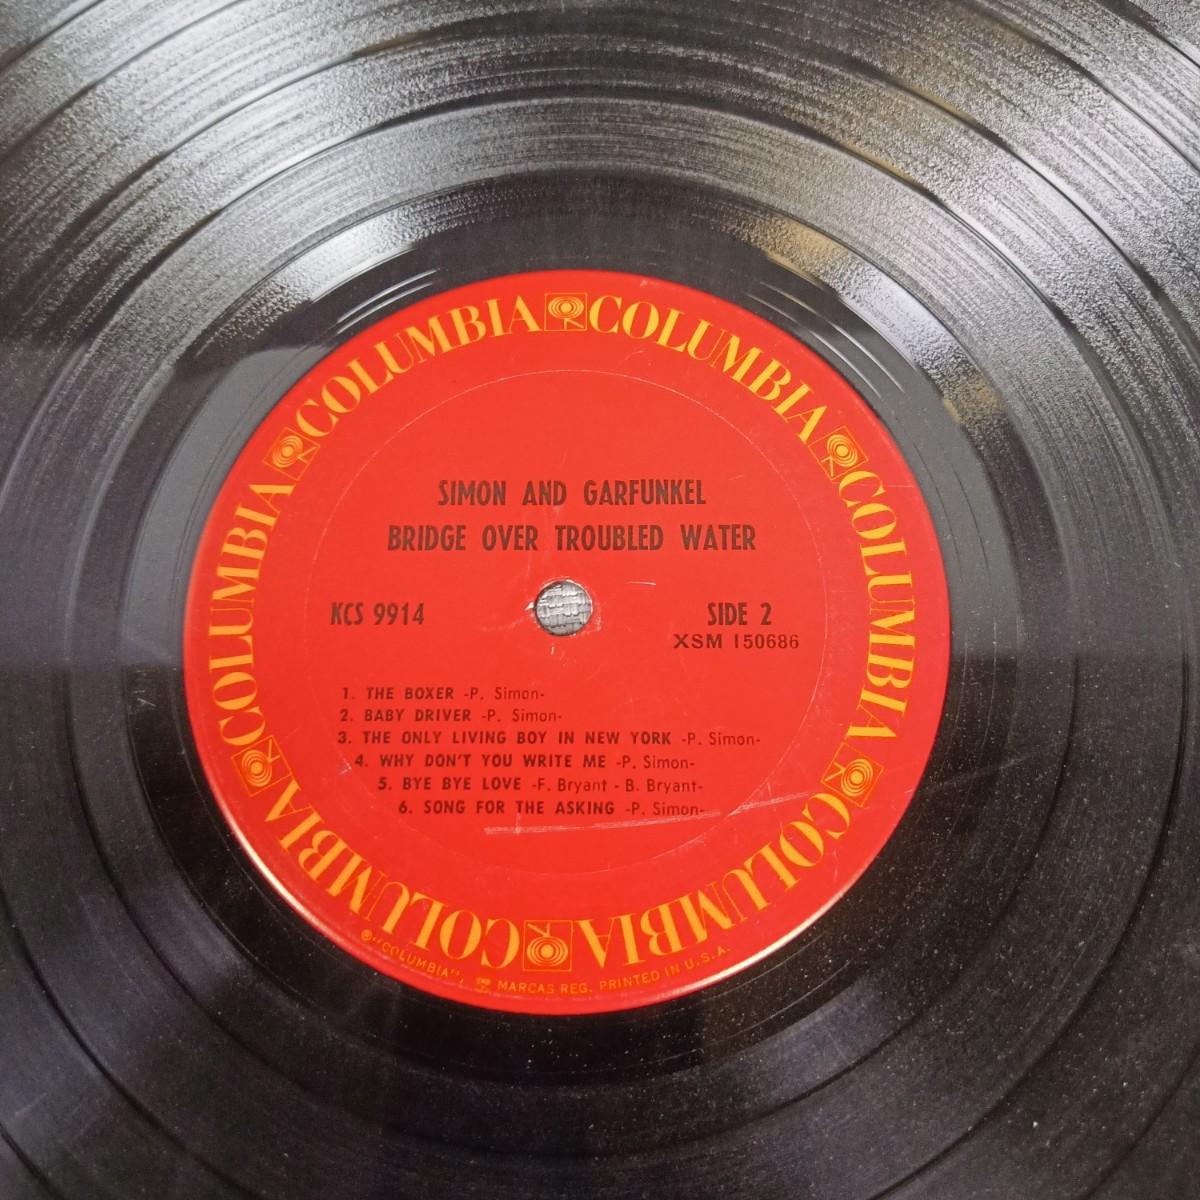 COLUMBIA COLUMBIA COLUMBIA COLUMBIA COLUMBIA COLUMBIA
SIMON AND GARFUNKEL
BRIDGE OVER TROUBLED WATER
KCS 9914
SIDE 2
XSM 150686
1. THE BOXER -P. Simon-
2. BABY DRIVER -P. Simon-
3. THE ONLY LIVING BOY IN NEW YORK -P. Simon-
4. WHY DON'T YOU WRITE ME -P. Simon-
5. BYE BYE LOVE -F. Bryant - B. Bryant-
6. SONG FOR THE ASKING -P. Simon-
®"COLUMBIA", MARCAS REG. PRINTED IN U.S.A.